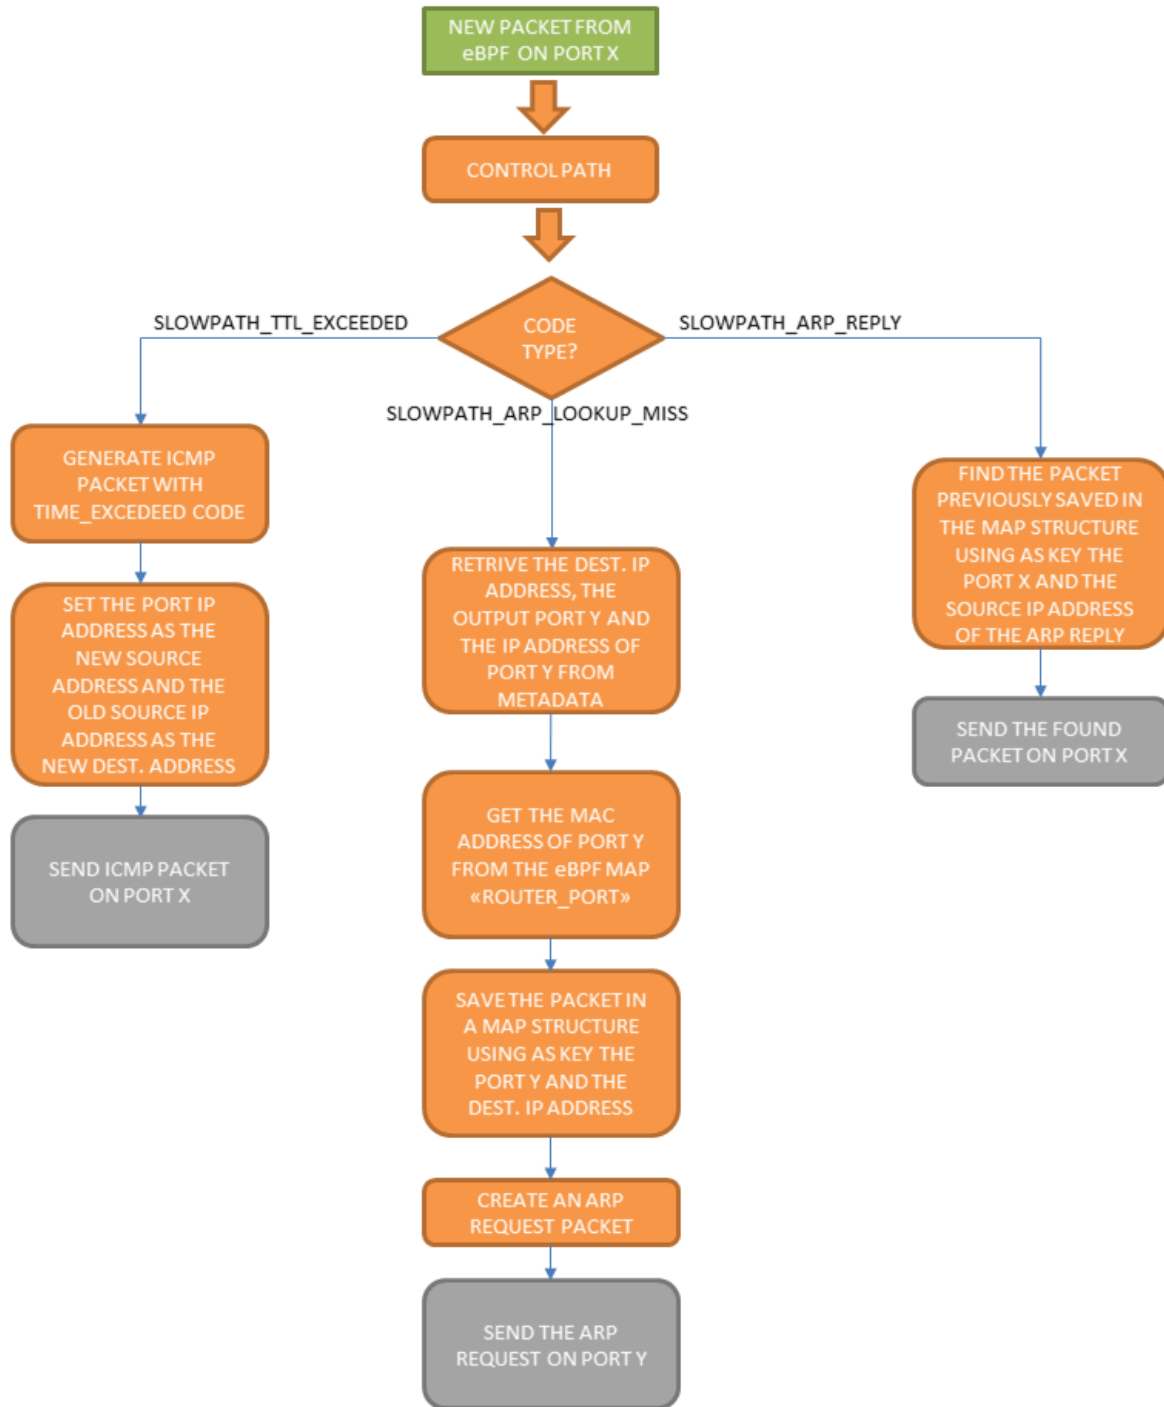 NEW PACKET FROM
eBPF ON PORT X
CONTROL PATH
CODE
TYPE?
SLOWPATH_TTL_EXCEEDED
SLOWPATH_ARP_REPLY
SLOWPATH_ARP_LOOKUP_MISS
GENERATE ICMP
PACKET WITH
TIME_EXCEDEED CODE
SET THE PORT IP
ADDRESS AS THE
NEW SOURCE
ADDRESS AND THE
OLD SOURCE IP
ADDRESS AS THE
NEW DEST. ADDRESS
SEND ICMP PACKET
ON PORT X
RETRIVE THE DEST. IP
ADDRESS, THE
OUTPUT PORT Y AND
THE IP ADDRESS OF
PORT Y FROM
METADATA
GET THE MAC
ADDRESS OF PORT Y
FROM THE eBPF MAP
«ROUTER_PORT»
SAVE THE PACKET IN
A MAP STRUCTURE
USING AS KEY THE
PORT Y AND THE
DEST. IP ADDRESS
CREATE AN ARP
REQUEST PACKET
SEND THE ARP
REQUEST ON PORT Y
FIND THE PACKET
PREVIOUSLY SAVED IN
THE MAP STRUCTURE
USING AS KEY THE
PORT X AND THE
SOURCE IP ADDRESS
OF THE ARP REPLY
SEND THE FOUND
PACKET ON PORT X